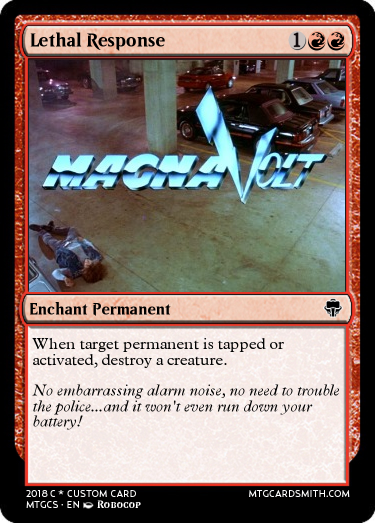 Lethal Response 1
MAGNAVOLT
Enchant Permanent
When target permanent is tapped or
activated, destroy a creature.
No embarrassing alarm noise, no need to trouble
the police...and it won't even run down your
battery!
2018 C * CUSTOM CARD
MTGCARDSMITH.COM
MTGCS · EN ROBOCOP